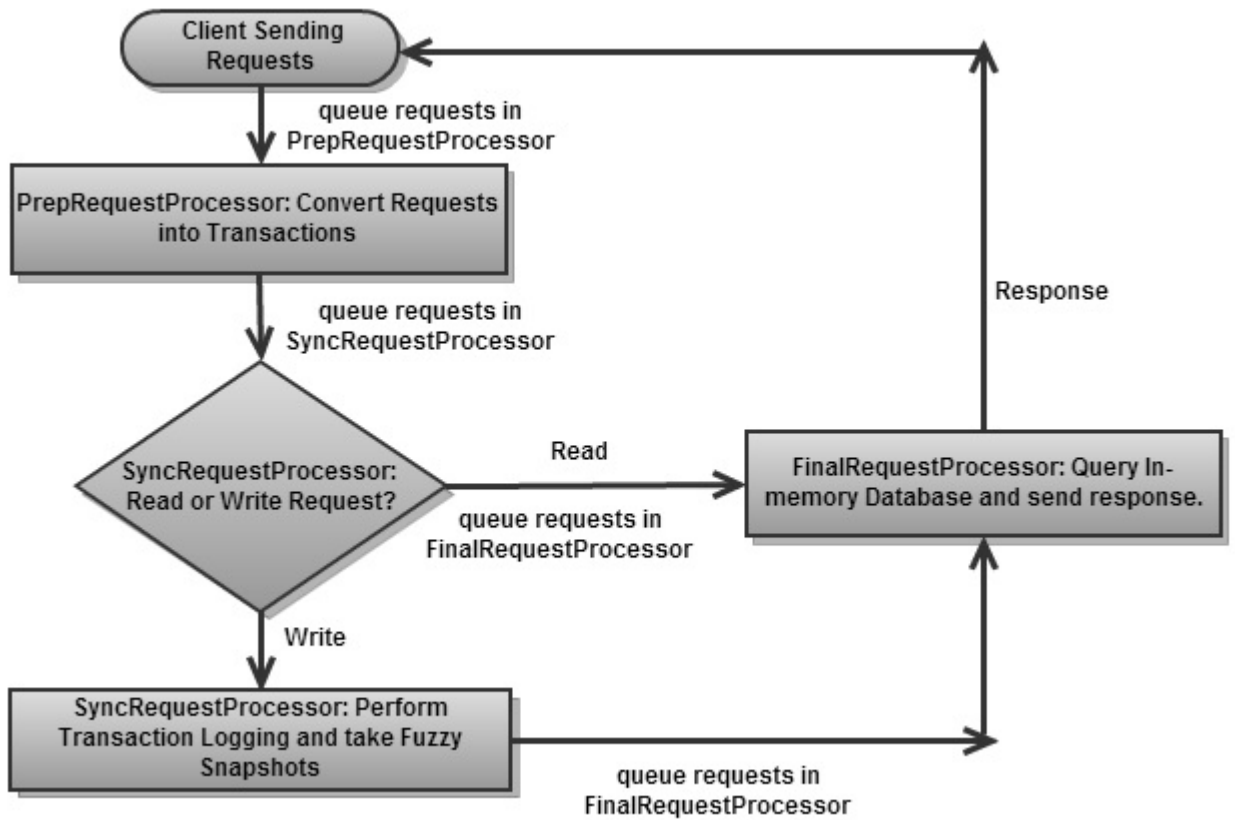 Client Sending
Requests
queue requests in
PrepRequestProcessor
PrepRequestProcessor: Convert Requests
into Transactions
queue requests in
SyncRequestProcessor
Response
SyncRequestProcessor:
Read or Write Request?
Read
queue requests in
FinalRequestProcessor
FinalRequestProcessor: Query In-
memory Database and send response.
Write
SyncRequestProcessor: Perform
Transaction Logging and take Fuzzy
Snapshots
queue requests in
FinalRequestProcessor